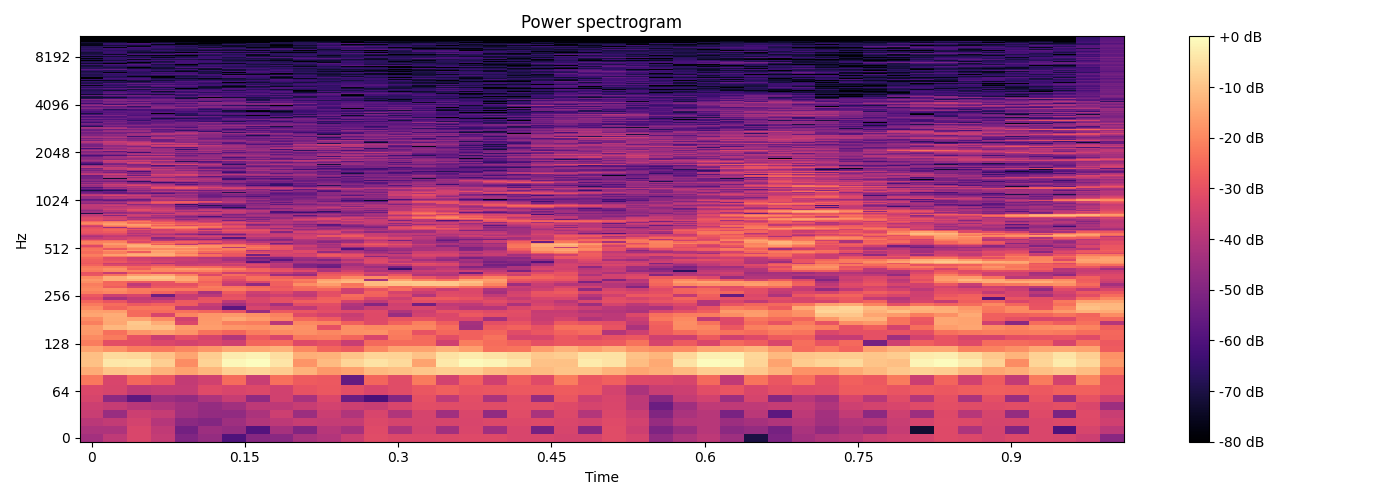 Power spectrogram
8192
4096
2048
1024
512
256
128
64
0
Hz
0 0.15 0.3 0.45 0.6 0.75 0.9
Time
+0 dB
-10 dB
-20 dB
-30 dB
-40 dB
-50 dB
-60 dB
-70 dB
-80 dB